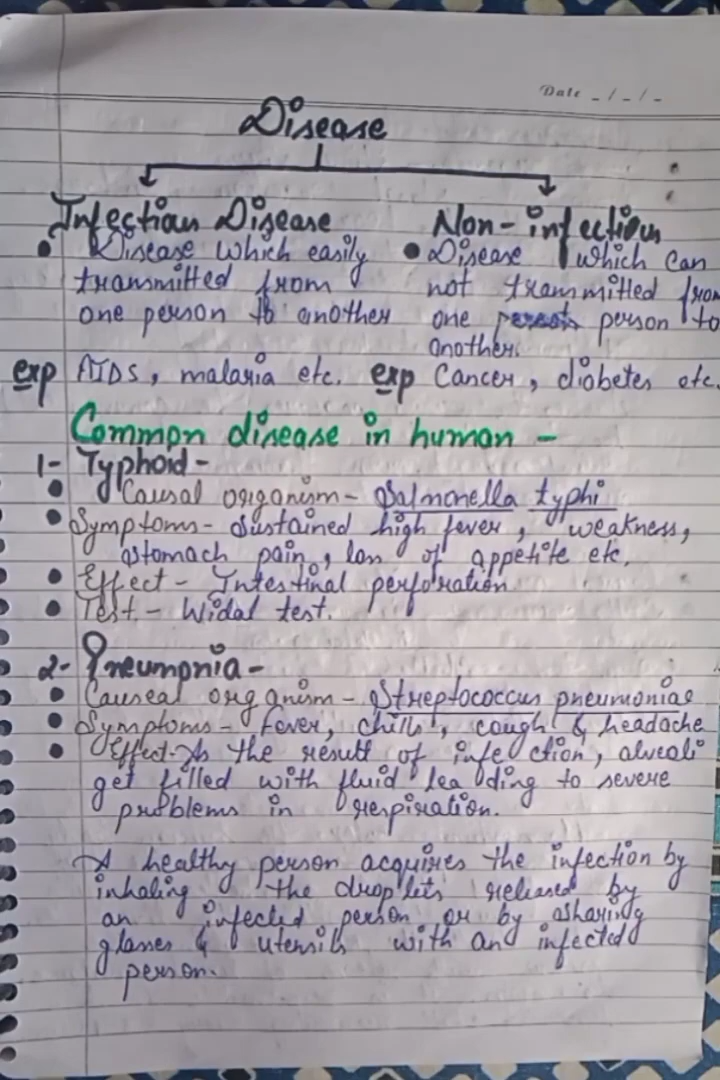 Date _/_/_
Disease
Infectious Disease Non-infectious
• Disease which easily • Disease which can
transmitted from not transmitted from
one person to another one person to
another.
exp AIDS, malaria etc. exp Cancer, diabetes etc.
Common disease in human -
1- Typhoid -
• Causal organism - Salmonella typhi
• Symptoms - Sustained high fever, weakness,
stomach pain, loss of appetite etc.
• Effect - Intestinal perforation
• Test - Widal test.
2- Pneumonia -
• Causeal organism - Streptococcus pneumoniae
• Symptoms - Fever, chills, cough & headache
• Effect - As the result of infection, alveoli
get filled with fluid leading to severe
problems in respiration.
A healthy person acquires the infection by
inhaling the droplets released by
an infected person or by sharing
glasses & utensils with and infected
person.